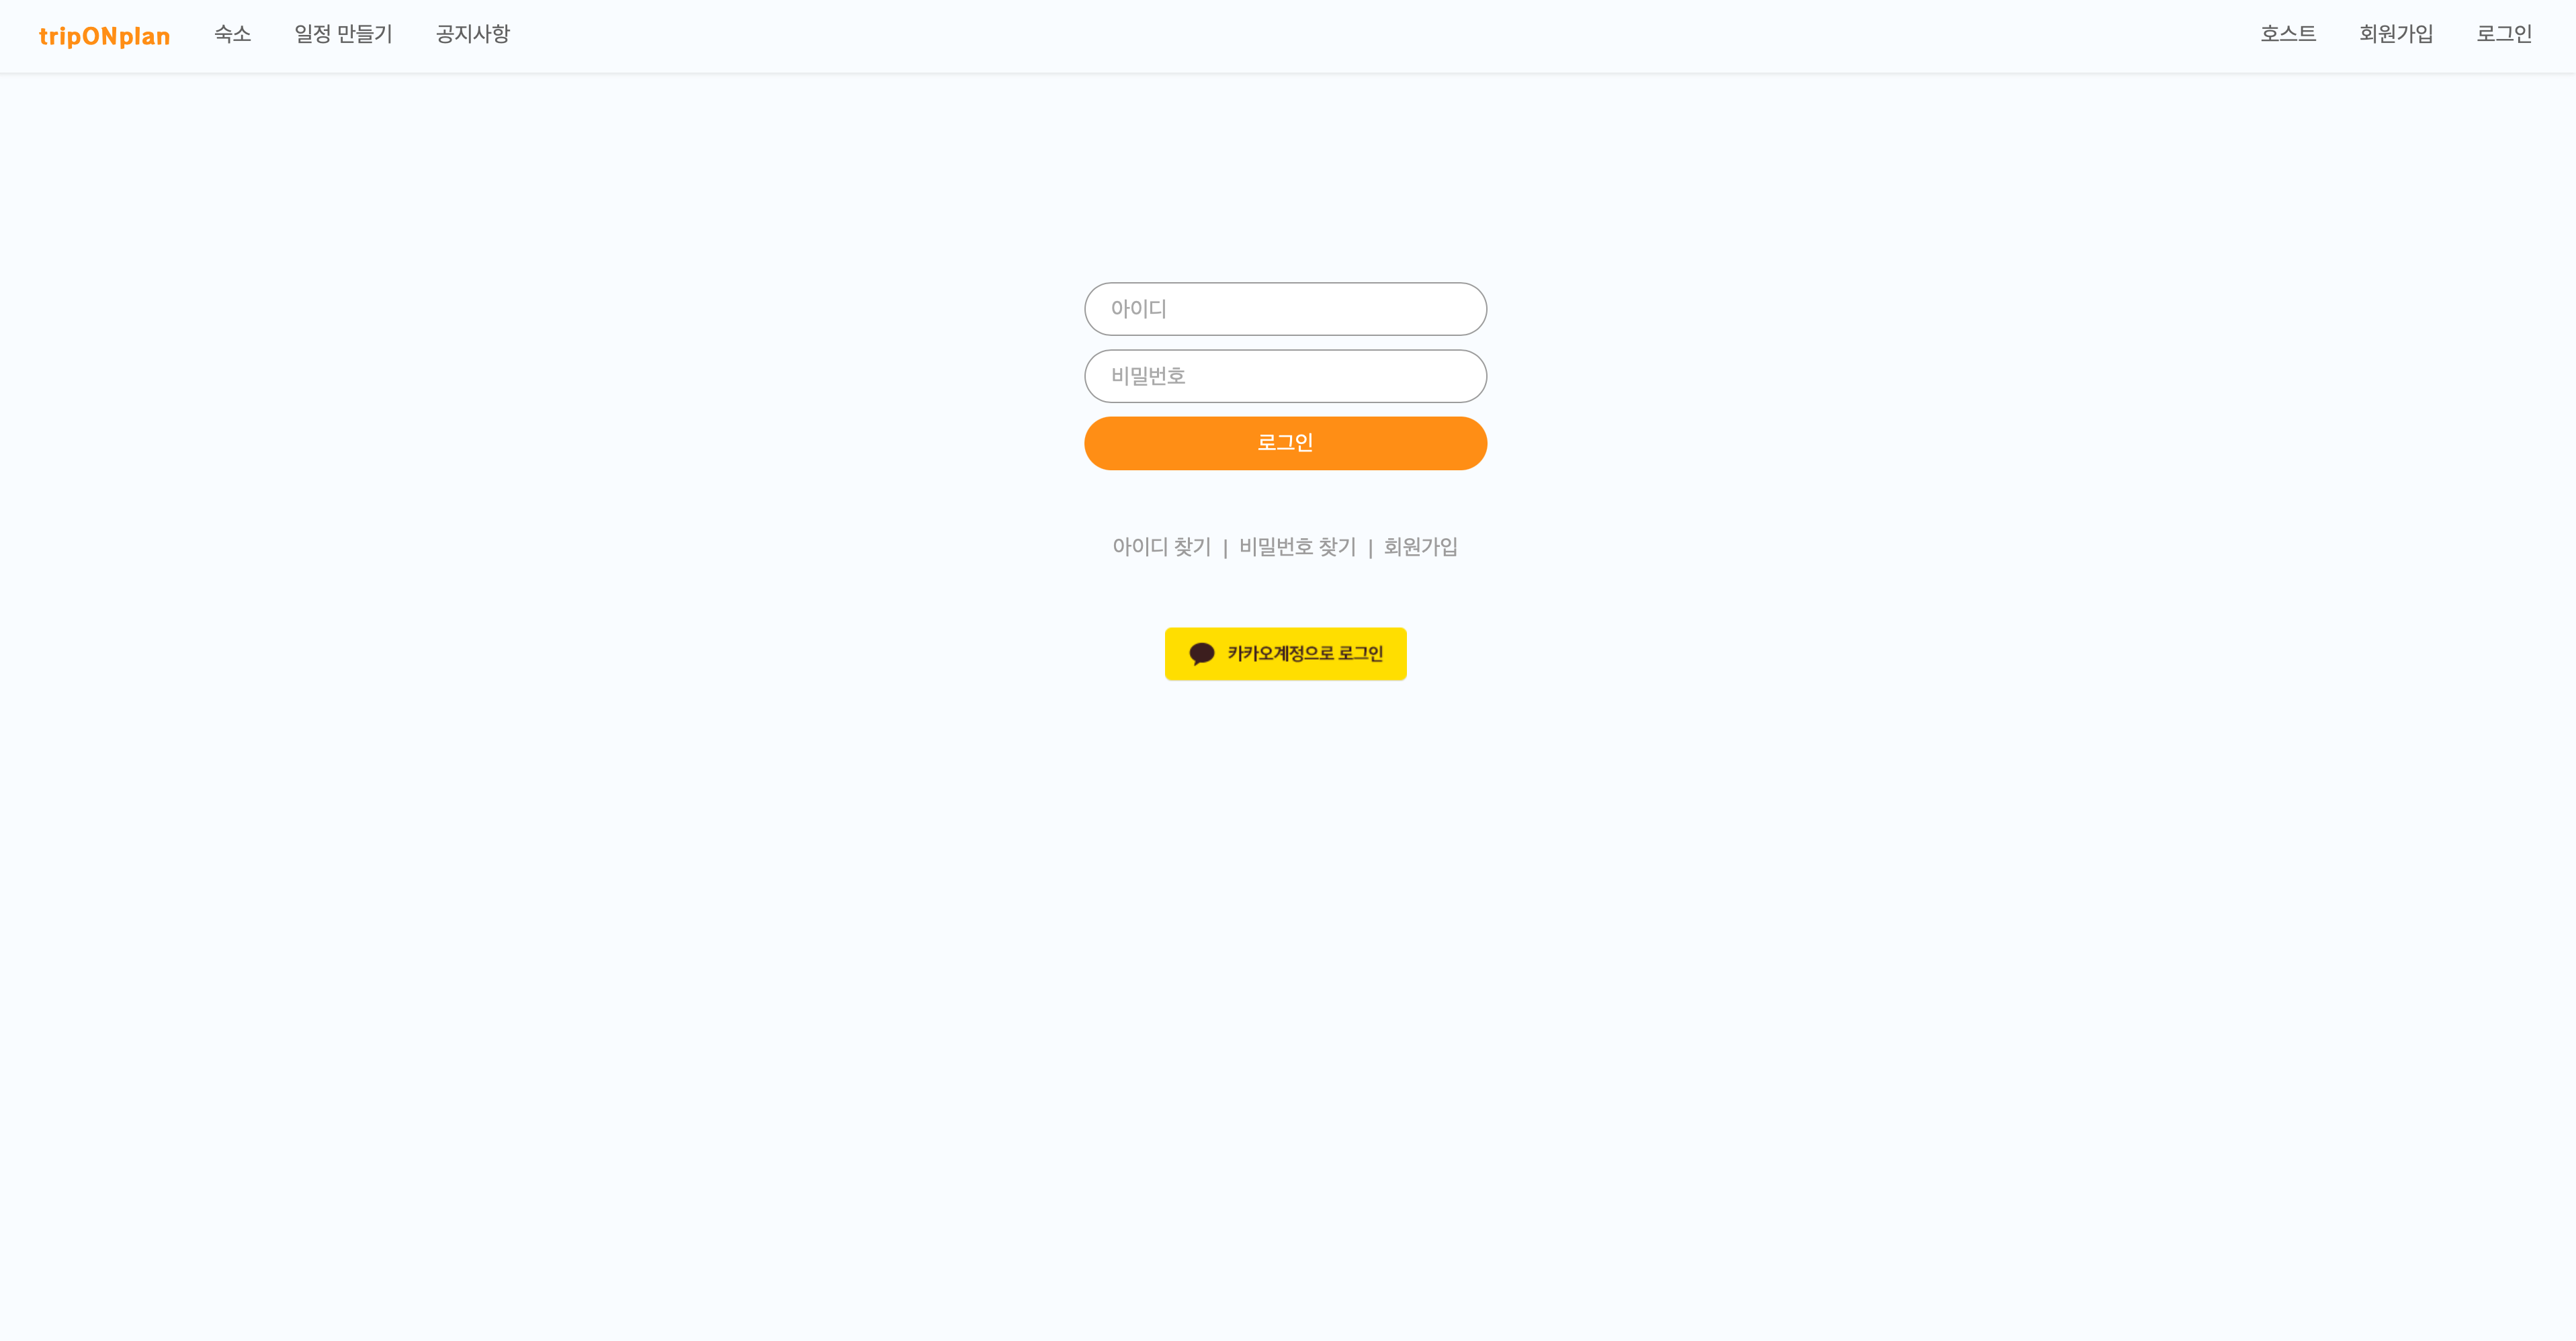 tripONplan 숙소 일정 만들기 공지사항 호스트 회원가입 로그인
아이디
비밀번호
로그인
아이디 찾기 | 비밀번호 찾기 | 회원가입
카카오계정으로 로그인